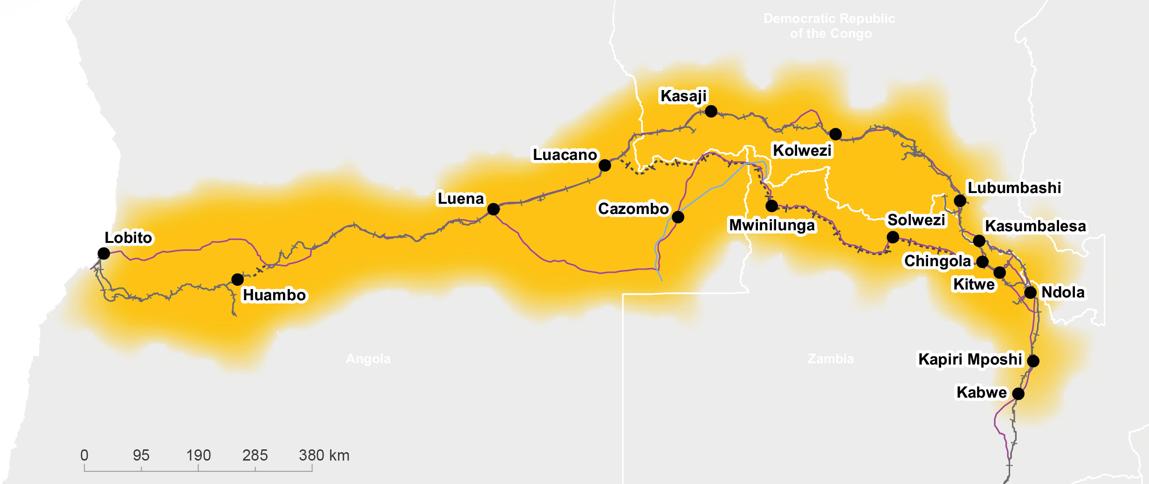 Democratic Republic
of the Congo
Kasaji
Kolwezi
Luacano
Luena
Cazombo
Lubumbashi
Mwinilunga
Solwezi
Kasumbalesa
Lobito
Chingola
Kitwe
Huambo
Ndola
Angola
Zambia
Kapiri Mposhi
Kabwe
0 95 190 285 380 km